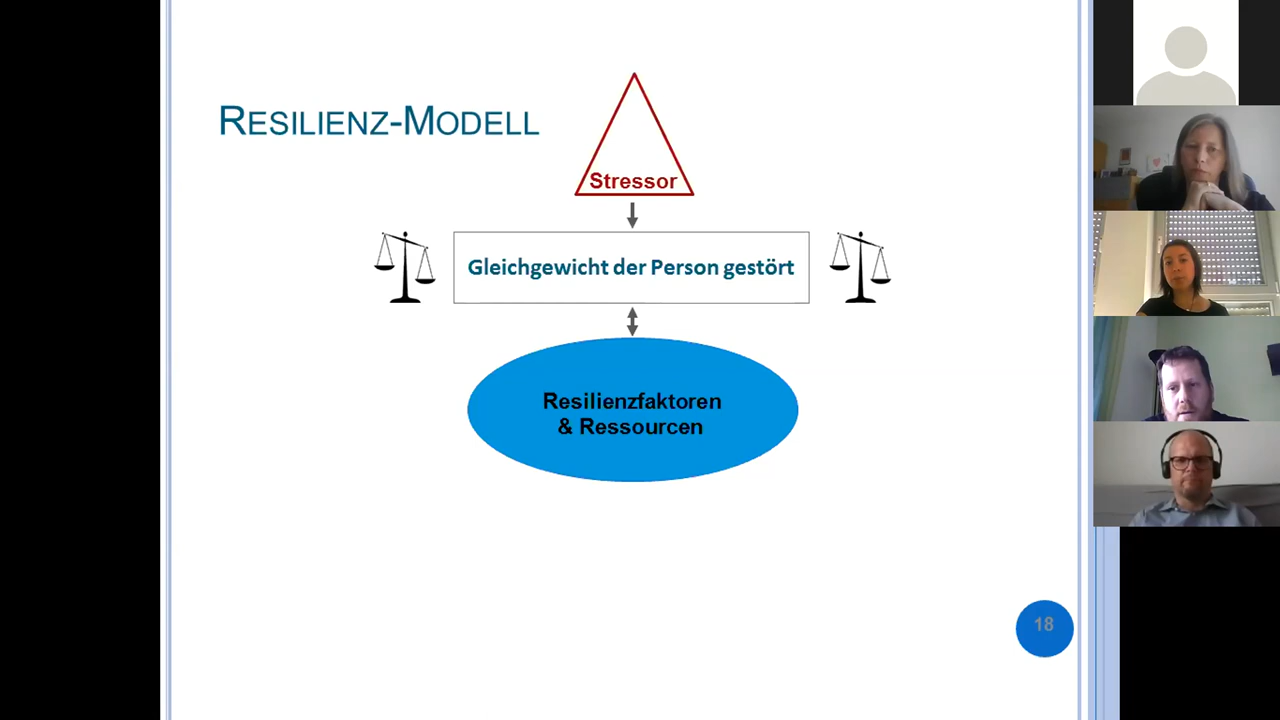 RESILIENZ-MODELL
Stressor
Gleichgewicht der Person gestört
Resilienzfaktoren
& Ressourcen
18